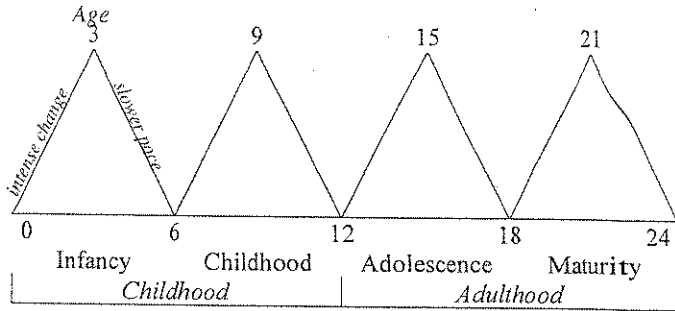 Age
3 9 15 21
intense change
slower pace
0 6 12 18 24
Infancy Childhood Adolescence Maturity
Childhood Adulthood